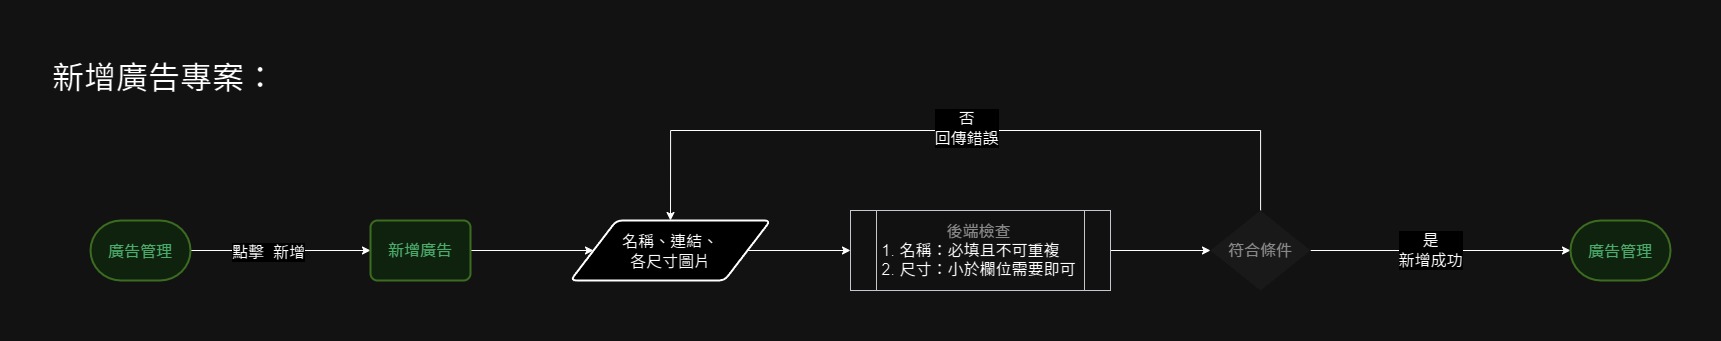 新增廣告專案：
否
回傳錯誤
廣告管理
點擊 新增
新增廣告
名稱、連結、
各尺寸圖片
後端檢查
1. 名稱：必填且不可重複
2. 尺寸：小於欄位需要即可
符合條件
是
新增成功
廣告管理